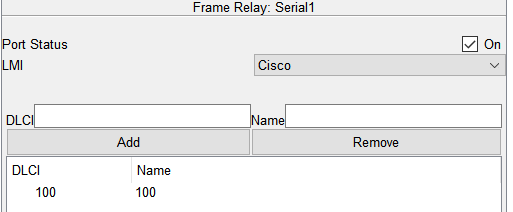 Frame Relay: Serial1
Port Status On
LMI Cisco
DLCI Name
Add Remove
DLCI Name
100 100